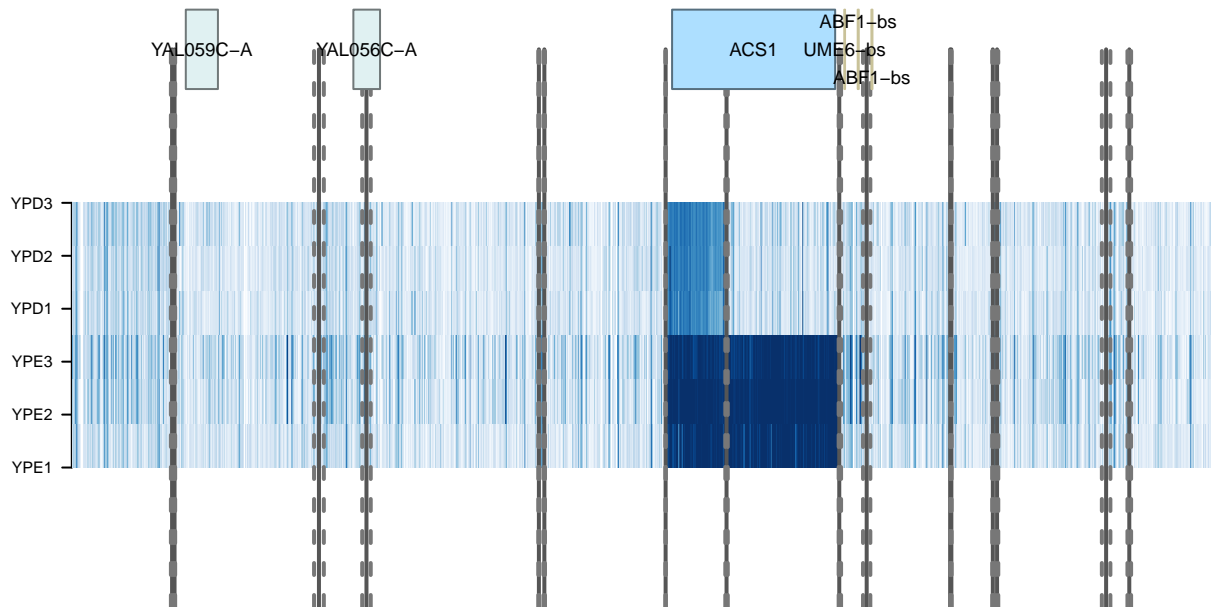 ABF1−bs
YAL059C−A YAL056C−A ACS1 UME6−bs
ABF1−bs
YPD3
YPD2
YPD1
YPE3
YPE2
YPE1